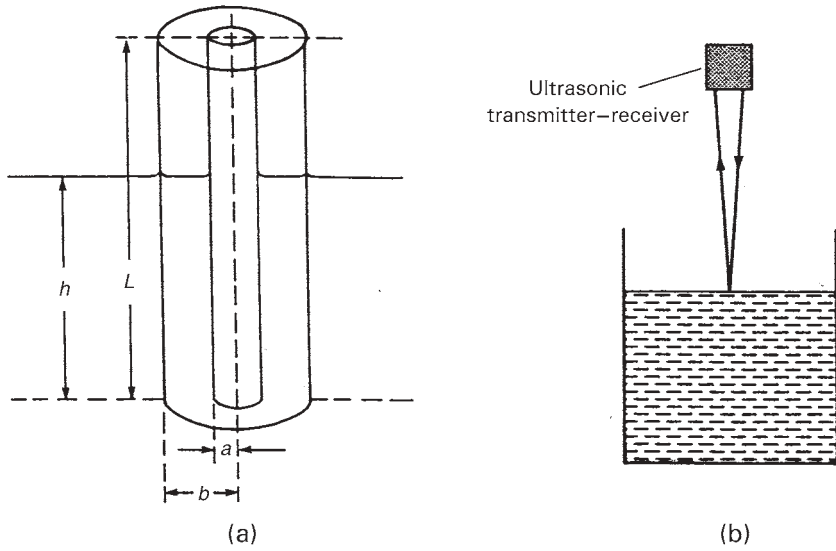 Ultrasonic
transmitter–receiver
h
L
a
b
(a)
(b)